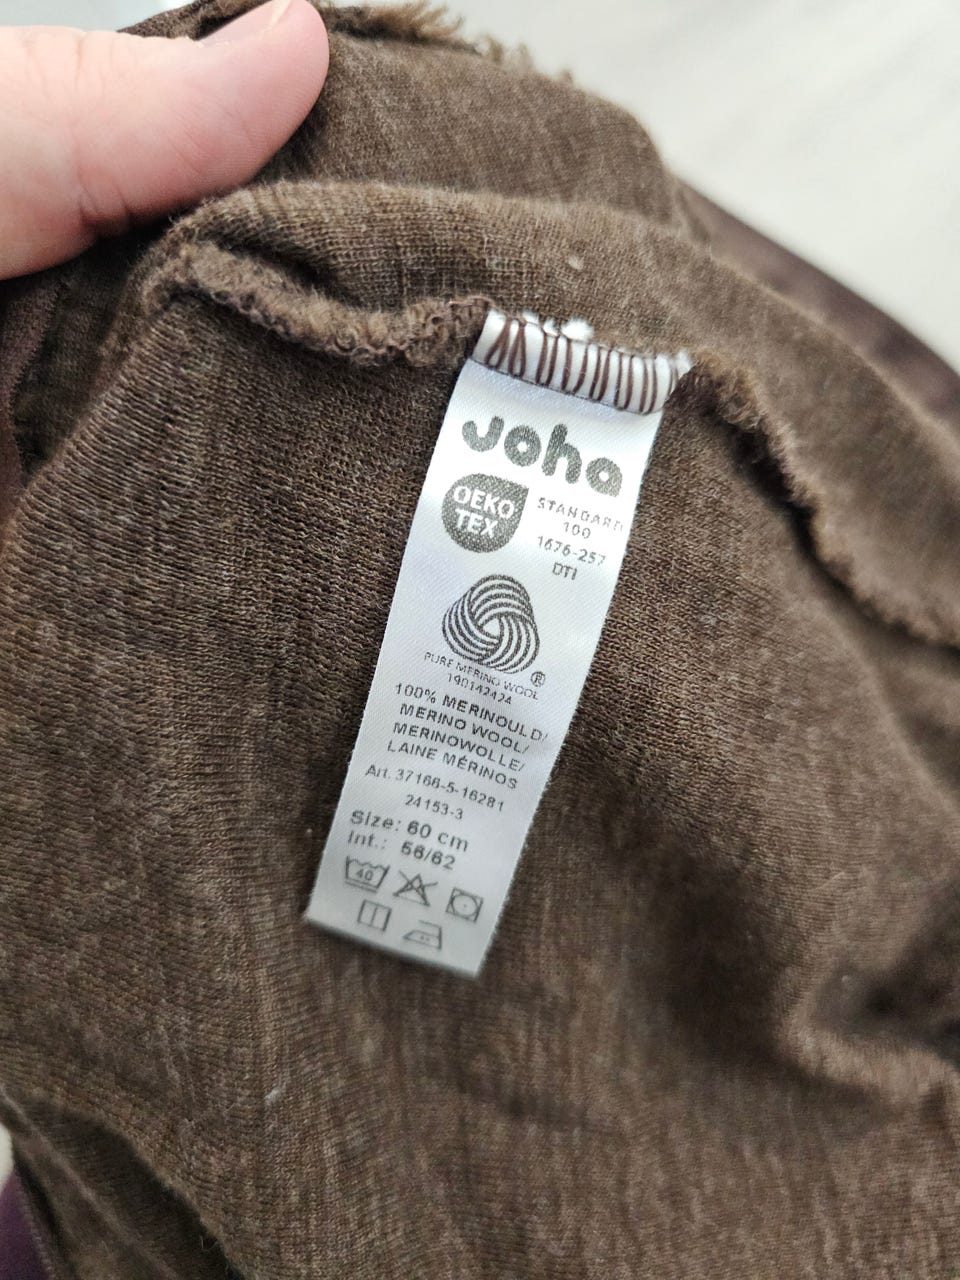 Joha
OEKO
TEX
STANDARD
100
1676-257
DTI
PURE MERINO WOOL
190142424
100% MERINOULD/
MERINO WOOL/
MERINOWOLLE/
LAINE MÉRINOS
Art. 37166-5-16281
24153-3
Size: 60 cm
Int.: 56/62
40